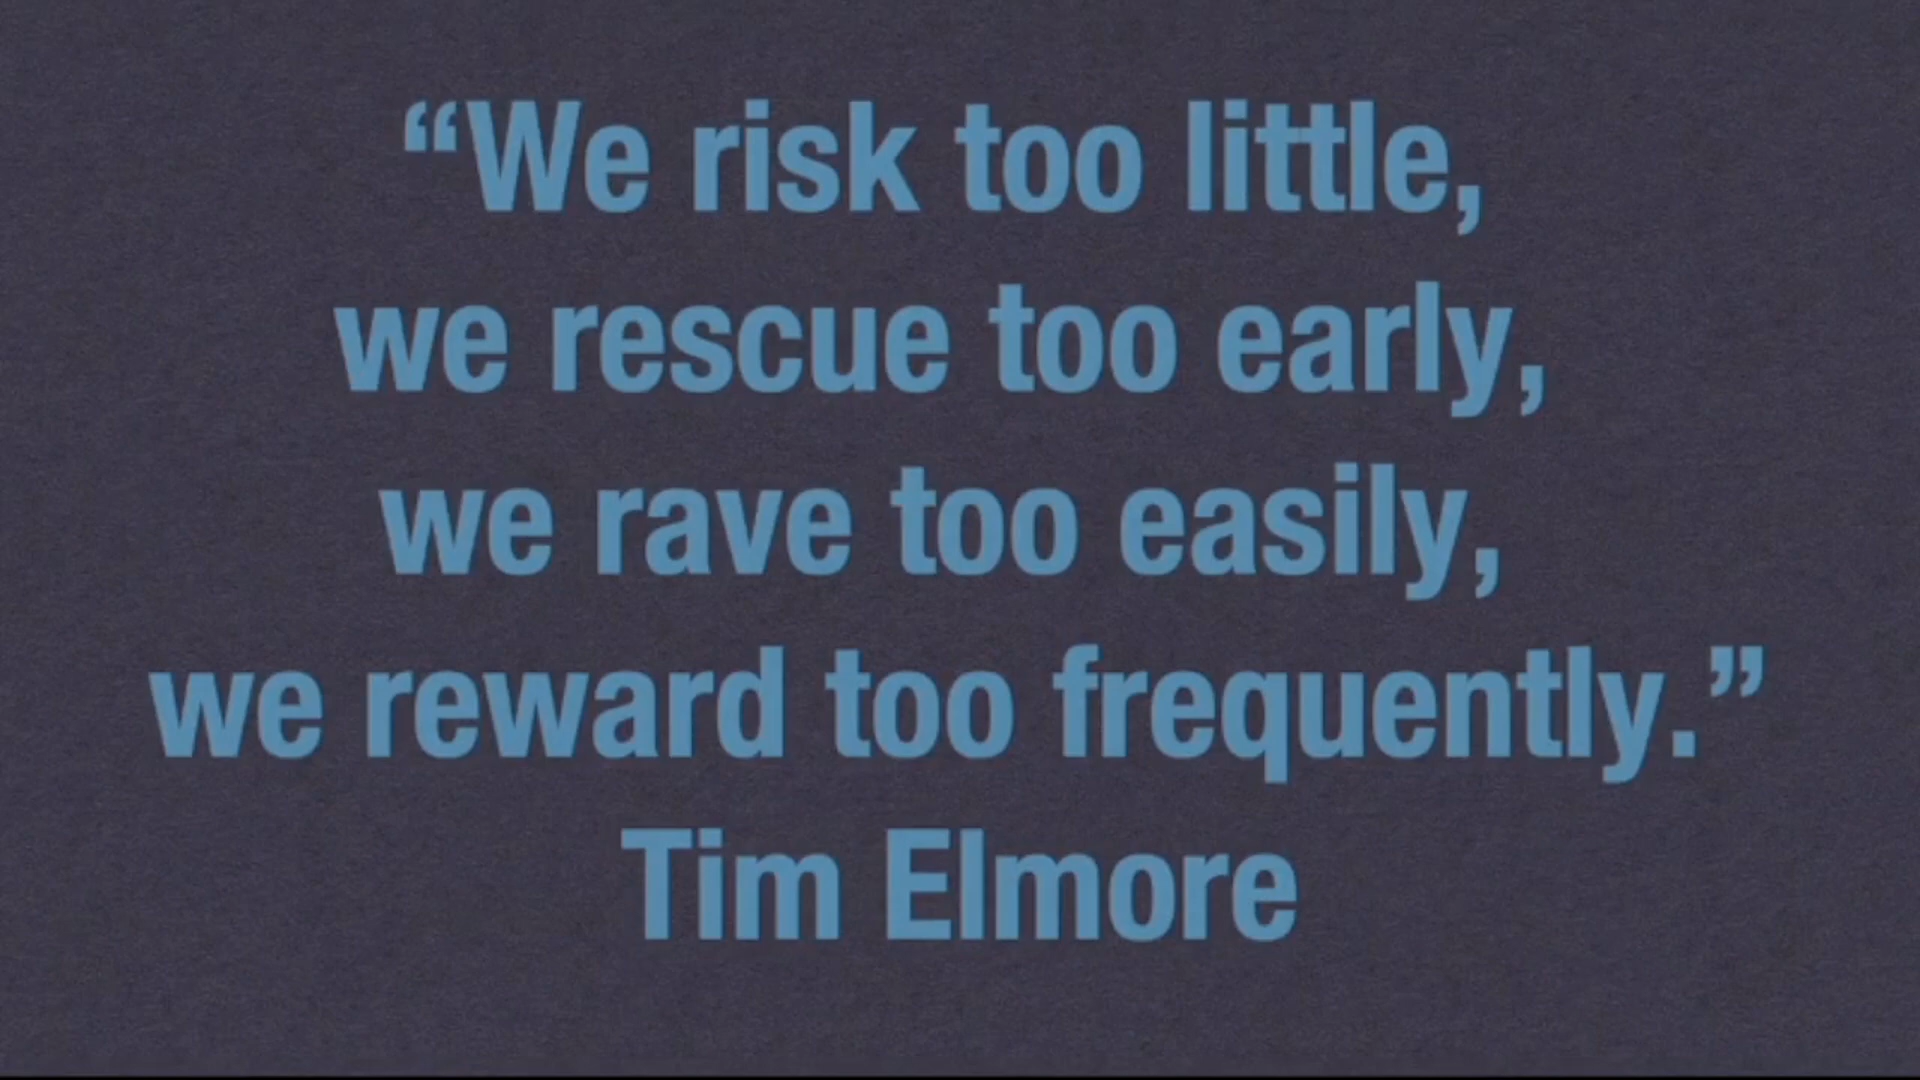 “We risk too little,
we rescue too early,
we rave too easily,
we reward too frequently.”
Tim Elmore